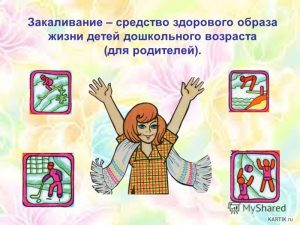 Закаливание – средство здорового образа
жизни детей дошкольного возраста
(для родителей).
MyShared
KARTIK.ru